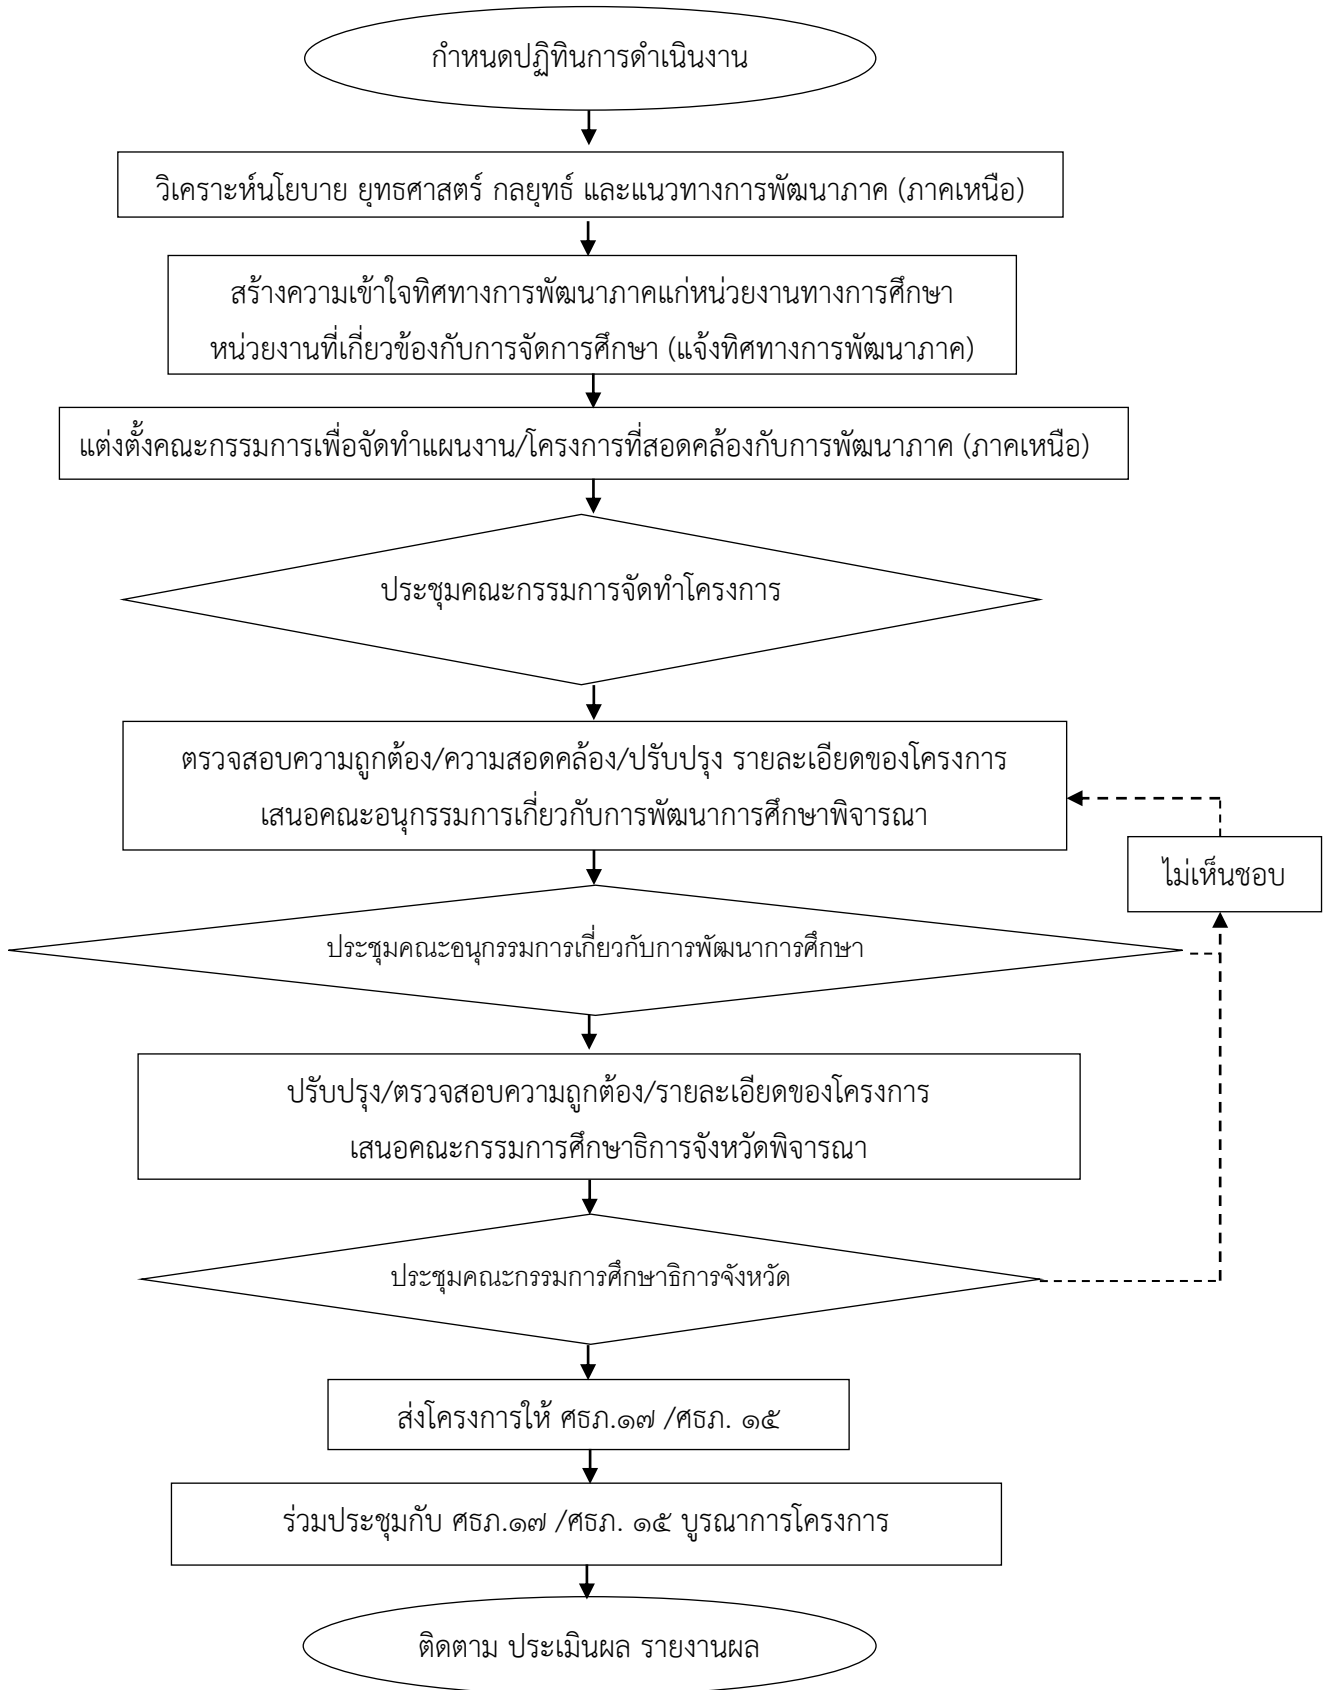 กำหนดปฏิทินการดำเนินงาน
วิเคราะห์นโยบาย ยุทธศาสตร์ กลยุทธ์ และแนวทางการพัฒนาภาค (ภาคเหนือ)
สร้างความเข้าใจทิศทางการพัฒนาภาคแก่หน่วยงานทางการศึกษา
หน่วยงานที่เกี่ยวข้องกับการจัดการศึกษา (แจ้งทิศทางการพัฒนาภาค)
แต่งตั้งคณะกรรมการเพื่อจัดทำแผนงาน/โครงการที่สอดคล้องกับการพัฒนาภาค (ภาคเหนือ)
ประชุมคณะกรรมการจัดทำโครงการ
ตรวจสอบความถูกต้อง/ความสอดคล้อง/ปรับปรุง รายละเอียดของโครงการ
เสนอคณะอนุกรรมการเกี่ยวกับการพัฒนาการศึกษาพิจารณา
ไม่เห็นชอบ
ประชุมคณะอนุกรรมการเกี่ยวกับการพัฒนาการศึกษา
ปรับปรุง/ตรวจสอบความถูกต้อง/รายละเอียดของโครงการ
เสนอคณะกรรมการศึกษาธิการจังหวัดพิจารณา
ประชุมคณะกรรมการศึกษาธิการจังหวัด
ส่งโครงการให้ ศธภ.๑๗ /ศธภ. ๑๕
ร่วมประชุมกับ ศธภ.๑๗ /ศธภ. ๑๕ บูรณาการโครงการ
ติดตาม ประเมินผล รายงานผล